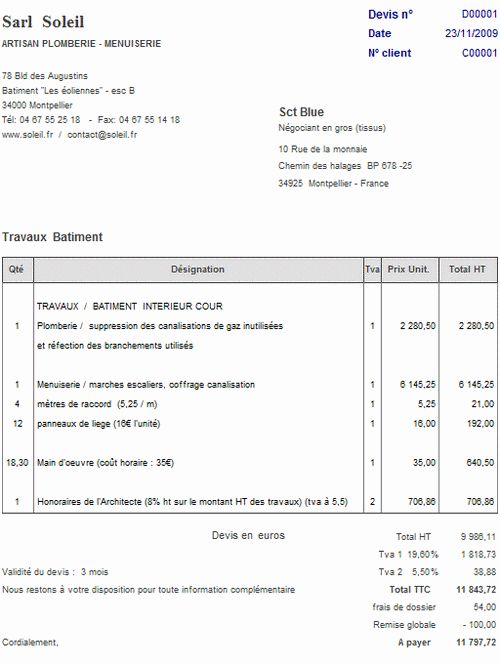 Sarl Soleil
ARTISAN PLOMBERIE - MENUISERIE
Devis n° D00001
Date 23/11/2009
N° client C00001
78 Bld des Augustins
Batiment "Les éoliennes" - esc B
34000 Montpellier
Tél: 04 67 55 25 18 - Fax: 04 67 55 14 18
www.soleil.fr / contact@soleil.fr
Sct Blue
Négociant en gros (tissus)
10 Rue de la monnaie
Chemin des halages BP 678 -25
34925 Montpellier - France
Travaux Batiment
Qté Désignation Tva Prix Unit. Total HT
TRAVAUX / BATIMENT INTERIEUR COUR
1 Plomberie / suppression des canalisations de gaz inutilisées 1 2 280,50 2 280,50
et réfection des branchements utilisés
1 Menuiserie / marches escaliers, coffrage canalisation 1 6 145,25 6 145,25
4 mètres de raccord (5,25 / m) 1 5,25 21,00
12 panneaux de liege (16€ l'unité) 1 16,00 192,00
18,30 Main d'oeuvre (coût horaire : 35€) 1 35,00 640,50
1 Honoraires de l'Architecte (8% ht sur le montant HT des travaux) (tva à 5,5) 2 706,86 706,86
Devis en euros
Total HT 9 986,11
Tva 1 19,60% 1 818,73
Validité du devis : 3 mois Tva 2 5,50% 38,88
Nous restons à votre disposition pour toute information complémentaire Total TTC 11 843,72
frais de dossier 54,00
Remise globale - 100,00
Cordialement, A payer 11 797,72